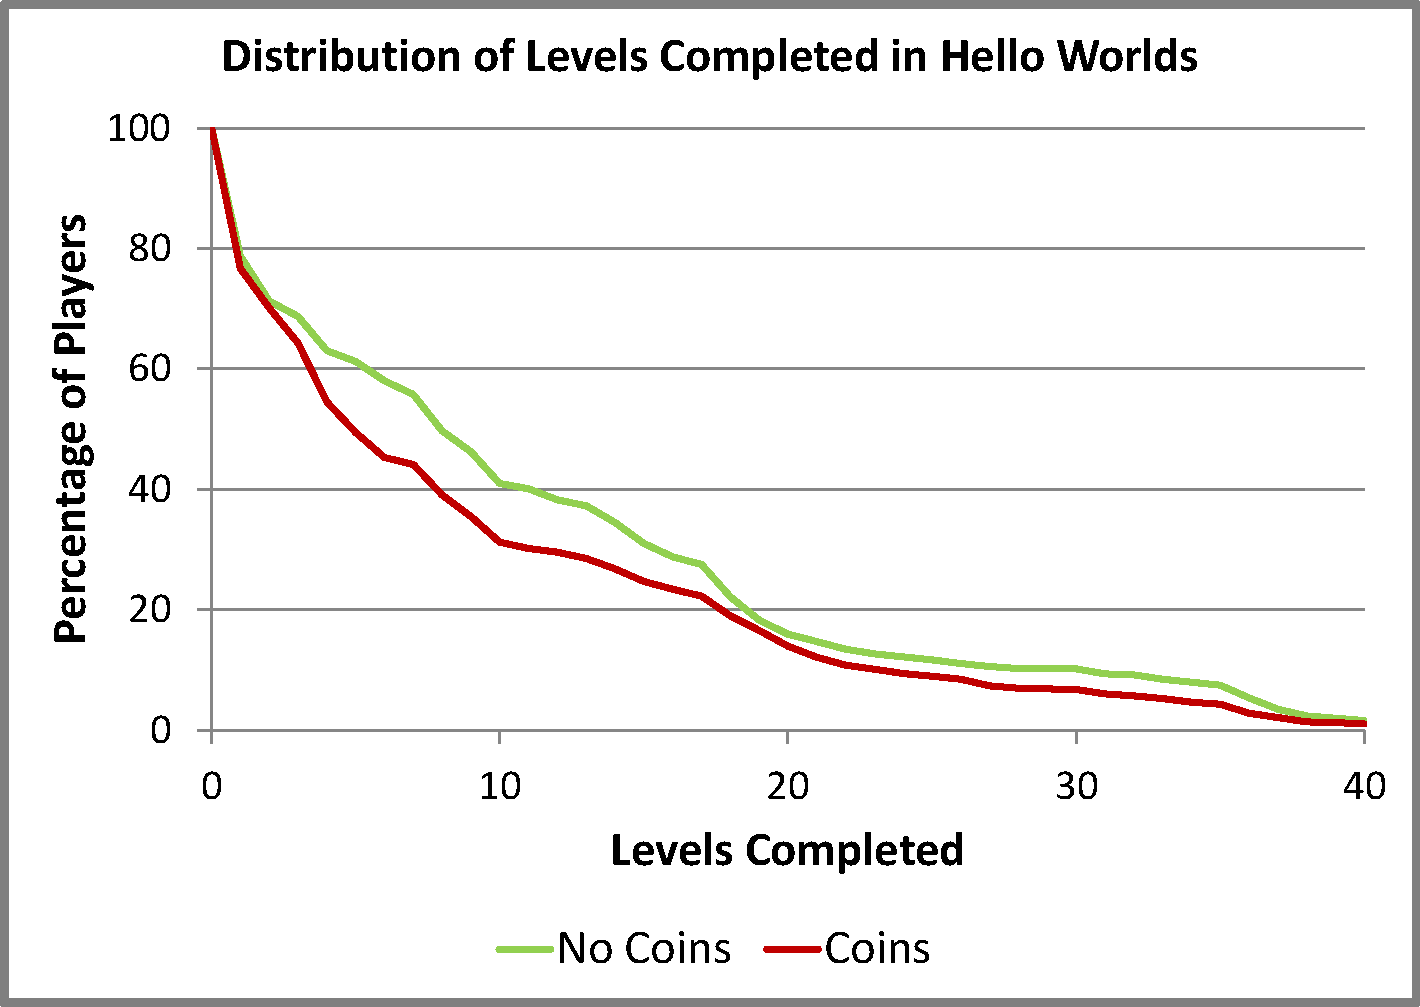 Distribution of Levels Completed in Hello Worlds
Percentage of Players
100
80
60
40
20
0
0 10 20 30 40
Levels Completed
No Coins Coins